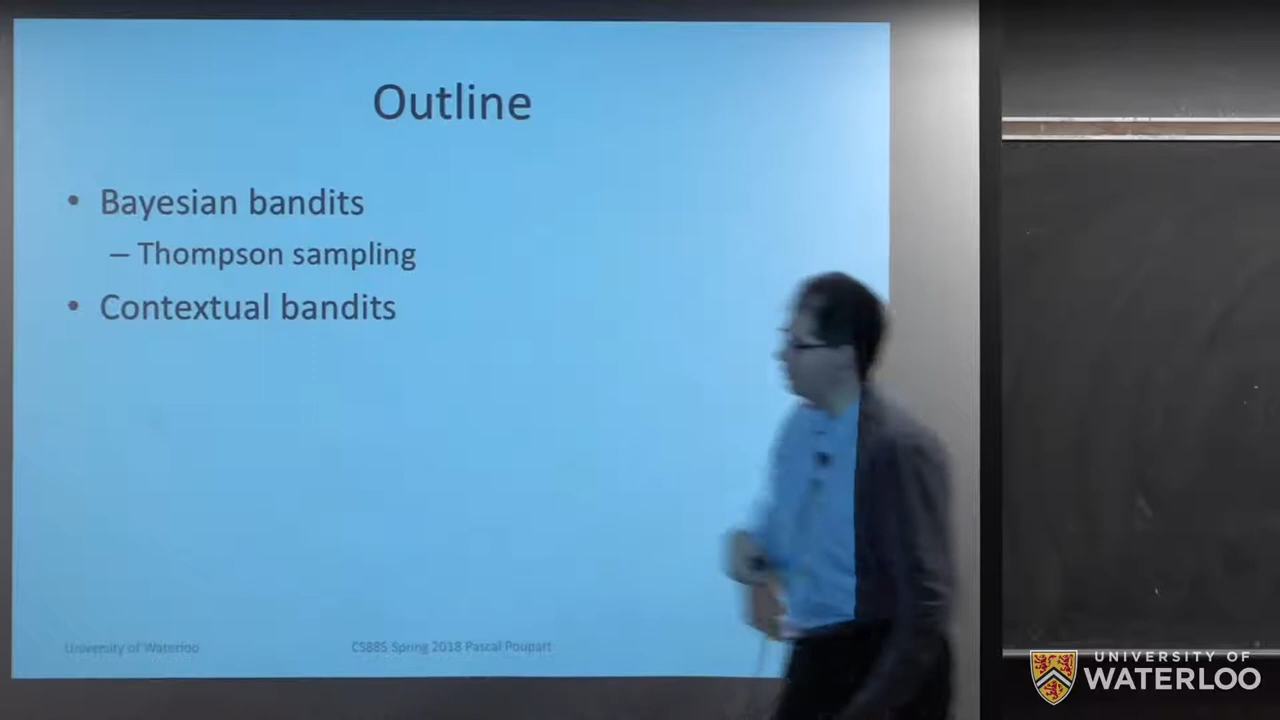 Outline
• Bayesian bandits
– Thompson sampling
• Contextual bandits
University of Waterloo
CS885 Spring 2018 Pascal Poupart
UNIVERSITY OF
WATERLOO